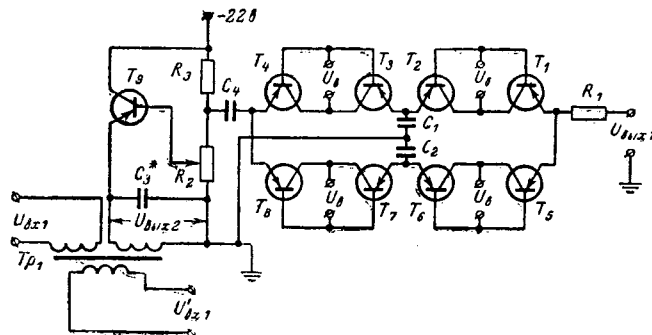 -22в
R₃
T₉
C₄
T₄
Uв
T₃
T₂
Uв
T₁
R₁
C₁
Uвых1
C₂
C₃*
R₂
Uвых2
Uвх1
Tр₁
T₈
Uв
T₇
T₆
Uв
T₅
U'вх1